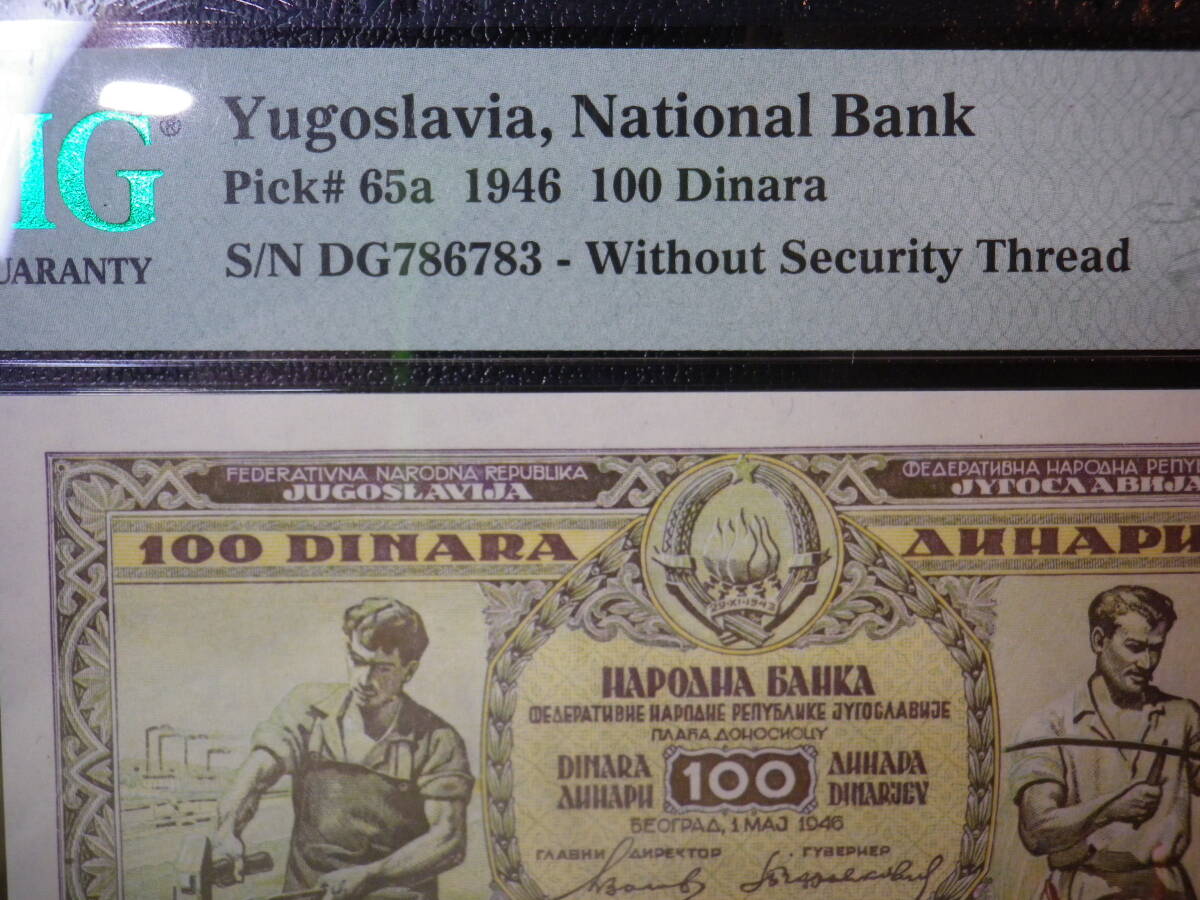 Yugoslavia, National Bank
Pick# 65a 1946 100 Dinara
S/N DG786783 - Without Security Thread
MG®
UARANTY
FEDERATIVNA NARODNA REPUBLIKA
JUGOSLAVIJA
ФЕДЕРАТИВНА НАРОДНА РЕПУ
ЈУГОСЛАВИЈА
100 DINARA
ДИНАРИ
29·XI·1943
НАРОДНА БАНКА
ФЕДЕРАТИВНЕ НАРОДНЕ РЕПУБЛИКЕ ЈУГОСЛАВИЈЕ
ПЛАЋА ДОНОСИОЦУ
DINARA 100 ДИНАРА
ДИНАРИ DINARJEV
БЕОГРАД, 1 МАЈ 1946
ГЛАВНИ ДИРЕКТОР ГУВЕРНЕР